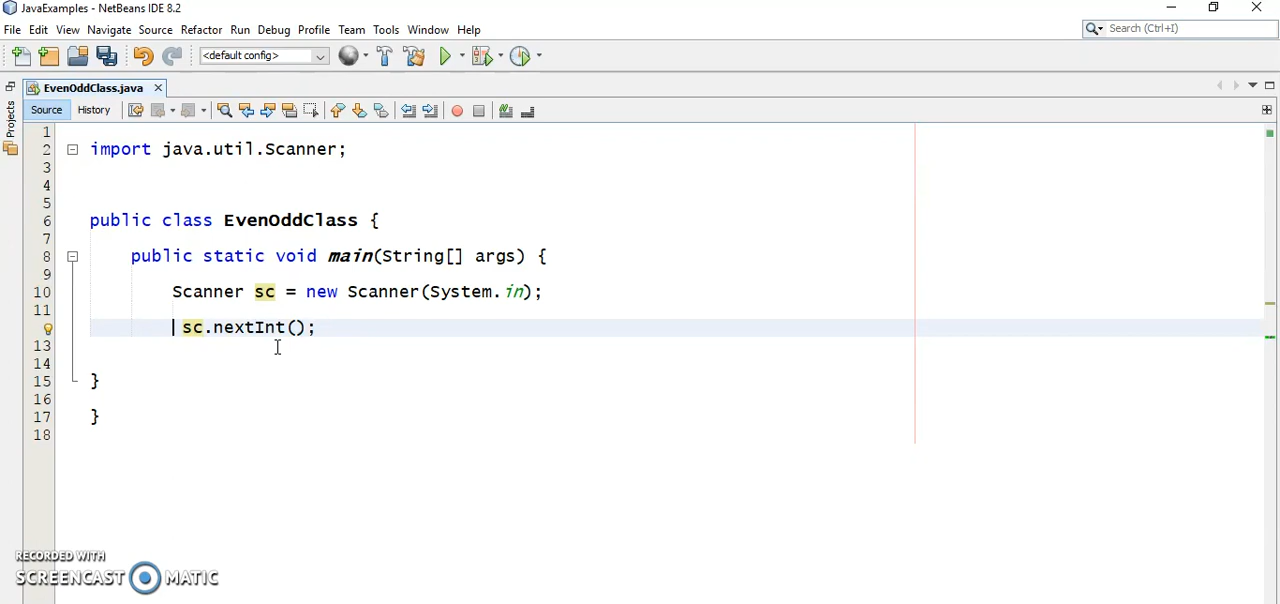 JavaExamples - NetBeans IDE 8.2
File Edit View Navigate Source Refactor Run Debug Profile Team Tools Window Help
Search (Ctrl+I)
<default config>
EvenOddClass.java
Source History
Projects
1
2 import java.util.Scanner;
3
4
5
6 public class EvenOddClass {
7
8 public static void main(String[] args) {
9
10 Scanner sc = new Scanner(System.in);
11
sc.nextInt();
13
14
15 }
16
17 }
18
RECORDED WITH
SCREENCAST MATIC